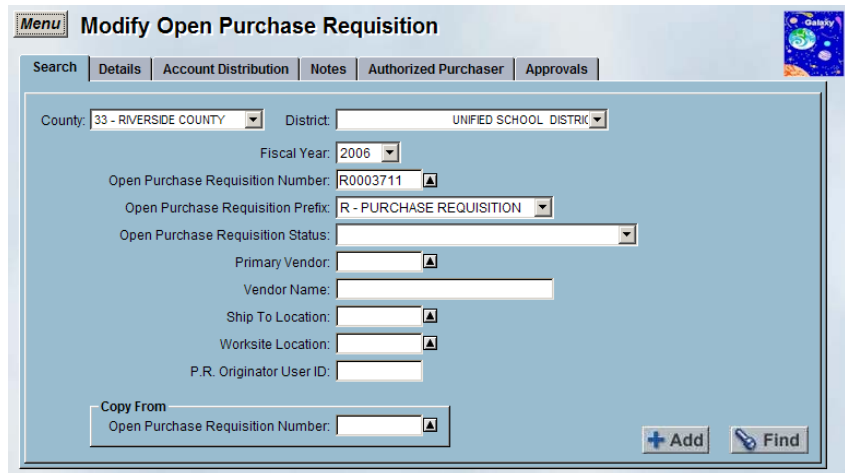 Menu Modify Open Purchase Requisition
Galaxy
Search Details Account Distribution Notes Authorized Purchaser Approvals
County: 33 - RIVERSIDE COUNTY District: UNIFIED SCHOOL DISTRIC
Fiscal Year: 2006
Open Purchase Requisition Number: R0003711
Open Purchase Requisition Prefix: R - PURCHASE REQUISITION
Open Purchase Requisition Status:
Primary Vendor:
Vendor Name:
Ship To Location:
Worksite Location:
P.R. Originator User ID:
Copy From
Open Purchase Requisition Number:
Add Find